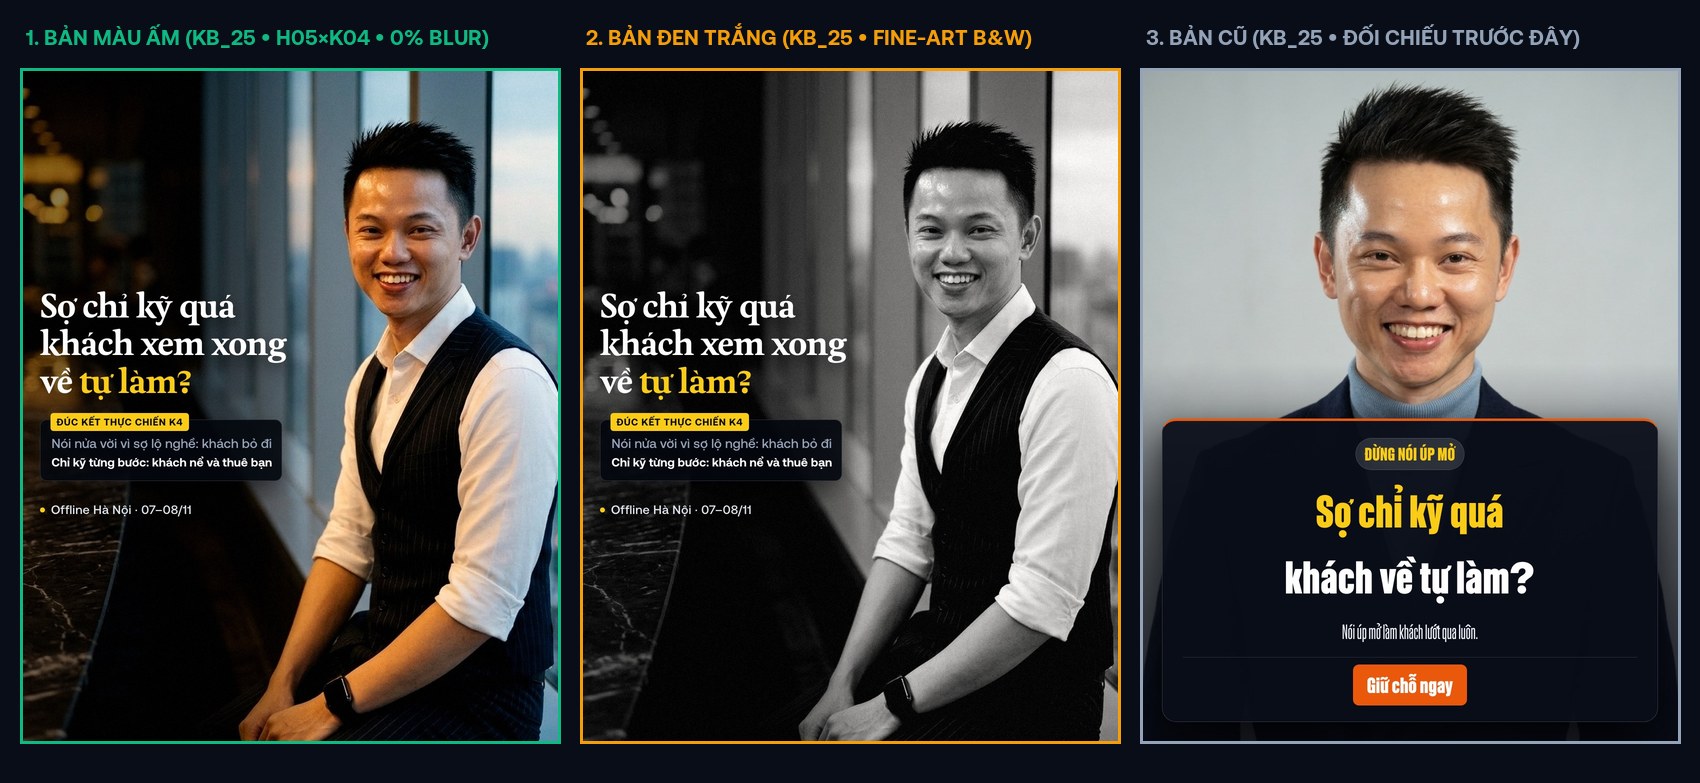 1. BẢN MÀU ẤM (KB_25 • H05×K04 • 0% BLUR)
Sợ chỉ kỹ quá
khách xem xong
về tự làm?
ĐÚC KẾT THỰC CHIẾN K4
Nói nửa vời vì sợ lộ nghề: khách bỏ đi
Chỉ kỹ từng bước: khách nể và thuê bạn
• Offline Hà Nội · 07–08/11
2. BẢN ĐEN TRẮNG (KB_25 • FINE-ART B&W)
Sợ chỉ kỹ quá
khách xem xong
về tự làm?
ĐÚC KẾT THỰC CHIẾN K4
Nói nửa vời vì sợ lộ nghề: khách bỏ đi
Chỉ kỹ từng bước: khách nể và thuê bạn
• Offline Hà Nội · 07–08/11
3. BẢN CŨ (KB_25 • ĐỐI CHIẾU TRƯỚC ĐÂY)
ĐỪNG NÓI ÚP MỞ
Sợ chỉ kỹ quá
khách về tự làm?
Nói úp mở làm khách lướt qua luôn.
Giữ chỗ ngay